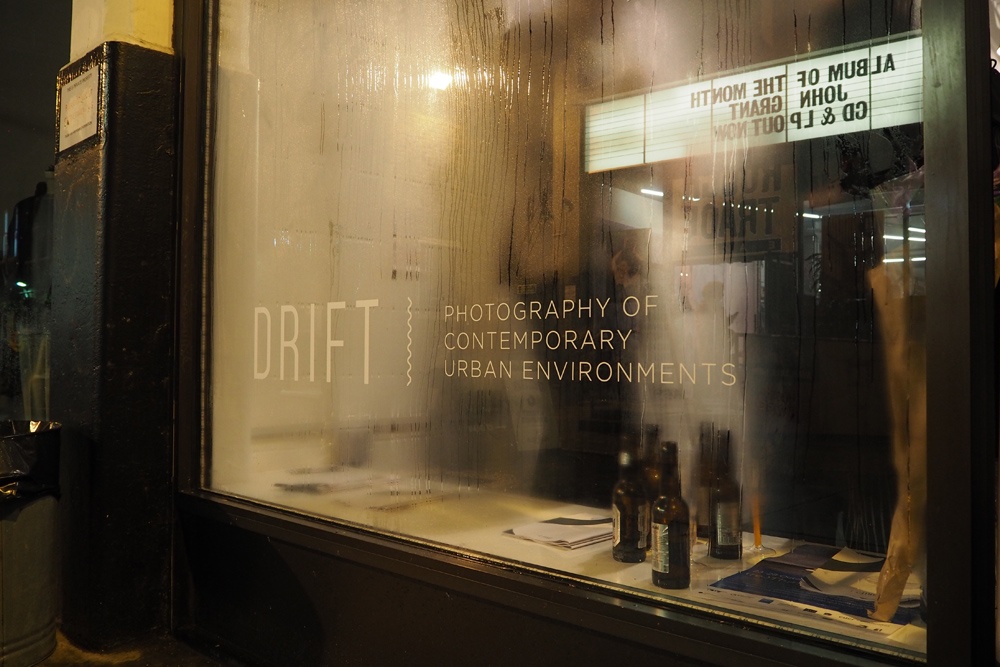 ALBUM OF THE MONTH
JOHN GRANT
CD & LP OUT NOW
DRIFT
PHOTOGRAPHY OF
CONTEMPORARY
URBAN ENVIRONMENTS